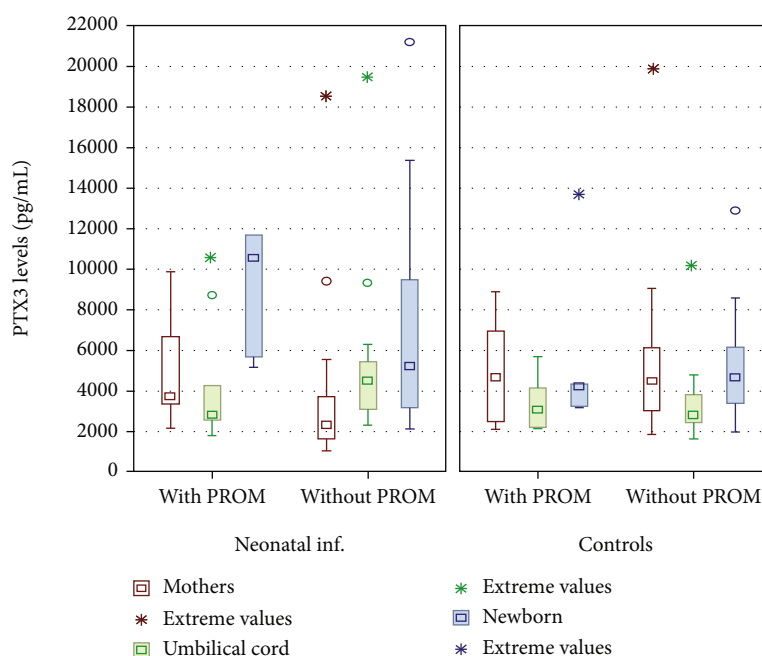 PTX3 levels (pg/mL)
22000
20000
18000
16000
14000
12000
10000
8000
6000
4000
2000
0
With PROM Without PROM With PROM Without PROM
Neonatal inf. Controls
Mothers
Extreme values
Umbilical cord
Extreme values
Newborn
Extreme values